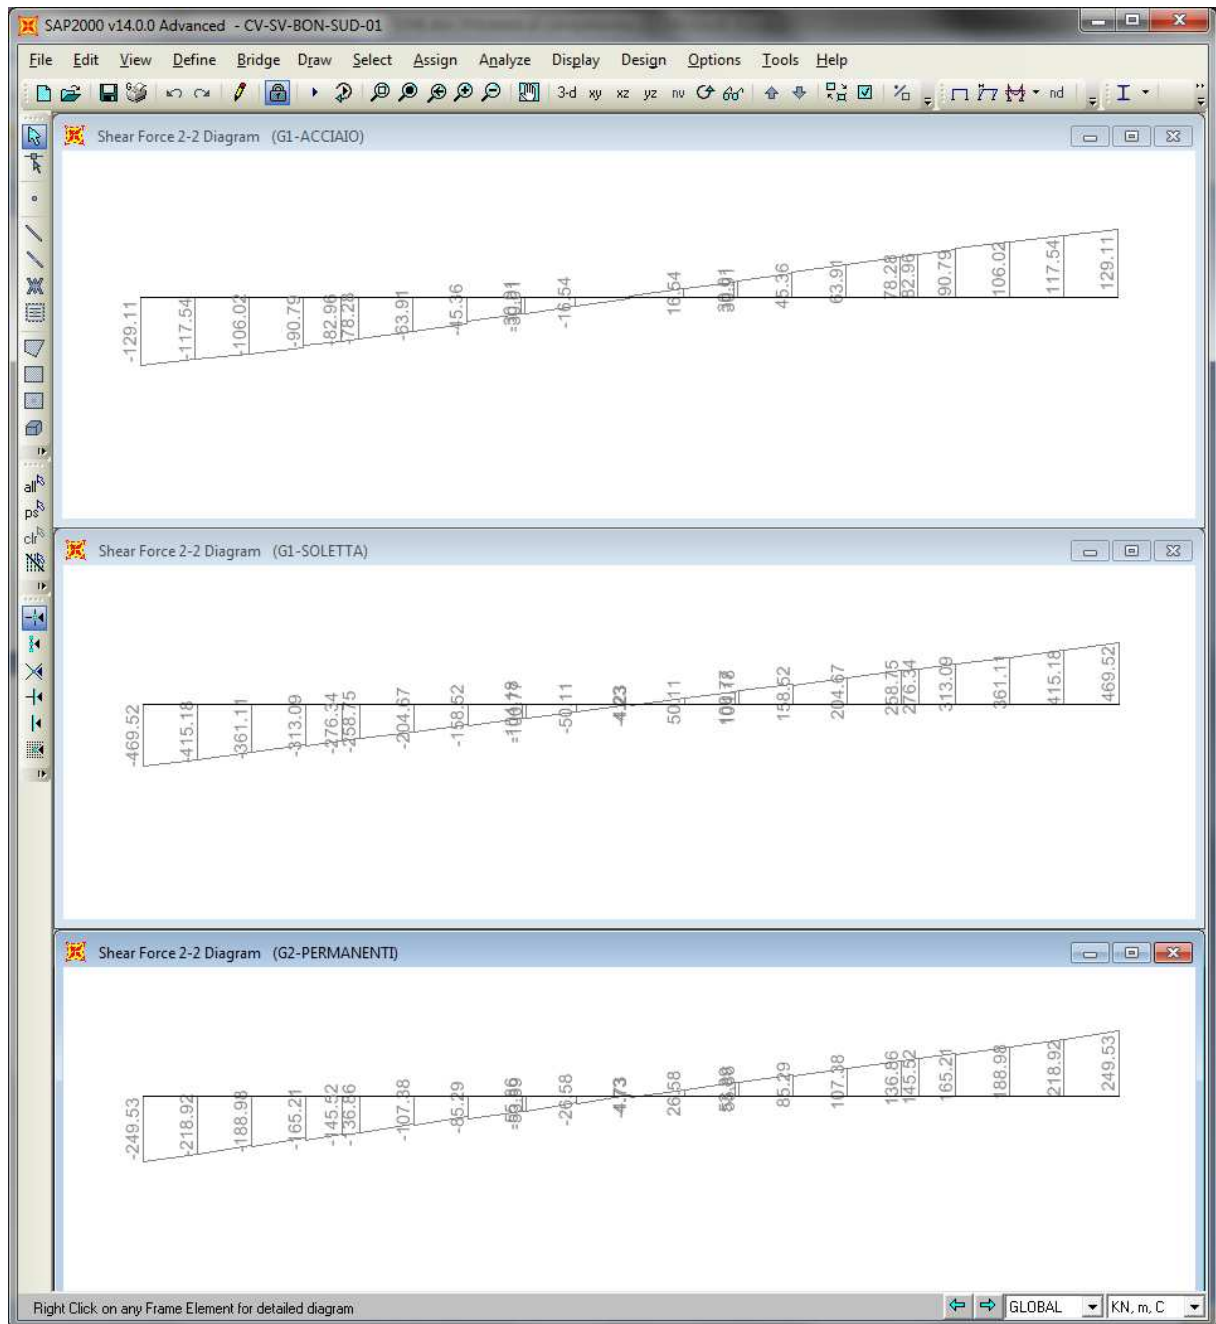 SAP2000 v14.0.0 Advanced - CV-SV-BON-SUD-01
File Edit View Define Bridge Draw Select Assign Analyze Display Design Options Tools Help
3-d xy xz yz nv nd
all
ps
clr
Shear Force 2-2 Diagram (G1-ACCIAIO)
-129.11 -117.54 -106.02 -90.79 -82.96 -78.28 -63.91 -45.36 -16.54 16.54 45.36 63.91 78.28 82.96 90.79 106.02 117.54 129.11
Shear Force 2-2 Diagram (G1-SOLETTA)
-469.52 -415.18 -361.11 -313.09 -276.34 -258.75 -204.67 -158.52 -50.11 50.11 158.52 204.67 258.75 276.34 313.09 361.11 415.18 469.52
Shear Force 2-2 Diagram (G2-PERMANENTI)
-249.53 -218.92 -188.98 -165.21 -145.52 -136.86 -107.38 -85.29 -26.58 26.58 85.29 107.38 136.86 145.52 165.21 188.98 218.92 249.53
Right Click on any Frame Element for detailed diagram
GLOBAL
KN, m, C